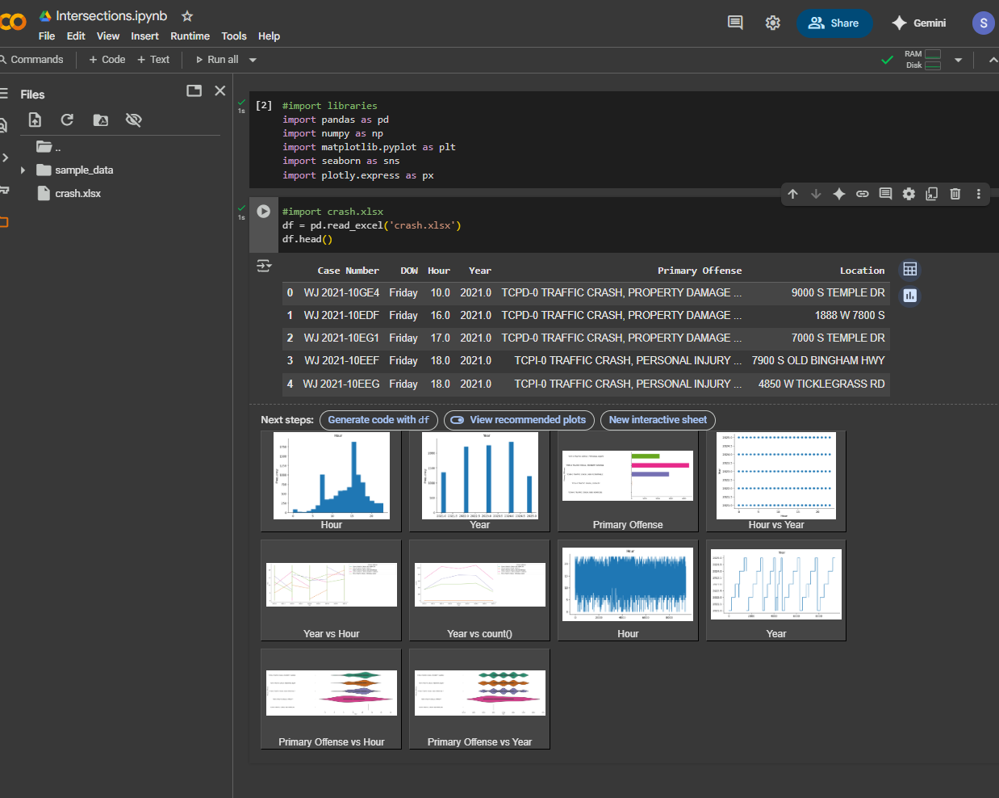 Intersections.ipynb
File Edit View Insert Runtime Tools Help
Share
Gemini
S
Commands + Code + Text Run all
RAM
Disk
Files
..
sample_data
crash.xlsx
1s
[2] #import libraries
import pandas as pd
import numpy as np
import matplotlib.pyplot as plt
import seaborn as sns
import plotly.express as px
1s
#import crash.xlsx
df = pd.read_excel('crash.xlsx')
df.head()
Case Number DOW Hour Year Primary Offense Location
0 WJ 2021-10GE4 Friday 10.0 2021.0 TCPD-0 TRAFFIC CRASH, PROPERTY DAMAGE ... 9000 S TEMPLE DR
1 WJ 2021-10EDF Friday 16.0 2021.0 TCPD-0 TRAFFIC CRASH, PROPERTY DAMAGE ... 1888 W 7800 S
2 WJ 2021-10EG1 Friday 17.0 2021.0 TCPD-0 TRAFFIC CRASH, PROPERTY DAMAGE ... 7000 S TEMPLE DR
3 WJ 2021-10EEF Friday 18.0 2021.0 TCPI-0 TRAFFIC CRASH, PERSONAL INJURY ... 7900 S OLD BINGHAM HWY
4 WJ 2021-10EEG Friday 18.0 2021.0 TCPI-0 TRAFFIC CRASH, PERSONAL INJURY ... 4850 W TICKLEGRASS RD
Next steps: Generate code with df View recommended plots New interactive sheet
Hour Year Primary Offense Hour vs Year
Year vs Hour Year vs count() Hour Year
Primary Offense vs Hour Primary Offense vs Year